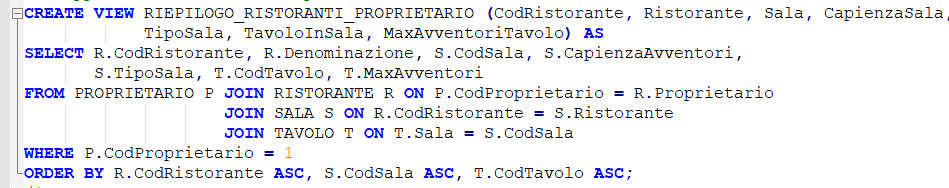 CREATE VIEW RIEPILOGO_RISTORANTI_PROPRIETARIO (CodRistorante, Ristorante, Sala, CapienzaSala,
TipoSala, TavoloInSala, MaxAvventoriTavolo) AS
SELECT R.CodRistorante, R.Denominazione, S.CodSala, S.CapienzaAvventori,
S.TipoSala, T.CodTavolo, T.MaxAvventori
FROM PROPRIETARIO P JOIN RISTORANTE R ON P.CodProprietario = R.Proprietario
JOIN SALA S ON R.CodRistorante = S.Ristorante
JOIN TAVOLO T ON T.Sala = S.CodSala
WHERE P.CodProprietario = 1
ORDER BY R.CodRistorante ASC, S.CodSala ASC, T.CodTavolo ASC;